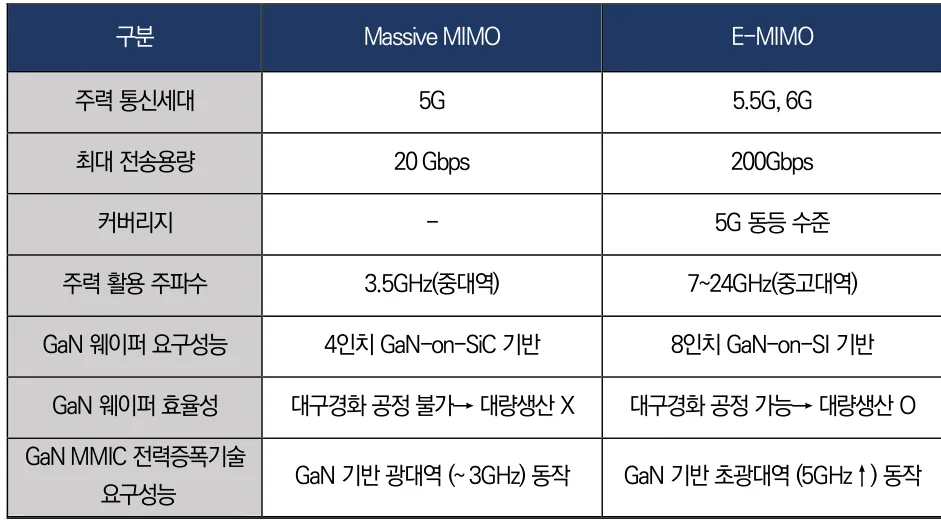 구분 Massive MIMO E-MIMO
주력 통신세대 5G 5.5G, 6G
최대 전송용량 20 Gbps 200Gbps
커버리지 - 5G 동등 수준
주력 활용 주파수 3.5GHz(중대역) 7~24GHz(중고대역)
GaN 웨이퍼 요구성능 4인치 GaN-on-SiC 기반 8인치 GaN-on-SI 기반
GaN 웨이퍼 효율성 대구경화 공정 불가→ 대량생산 X 대구경화 공정 가능→ 대량생산 O
GaN MMIC 전력증폭기술
요구성능 GaN 기반 광대역 (~ 3GHz) 동작 GaN 기반 초광대역 (5GHz↑) 동작